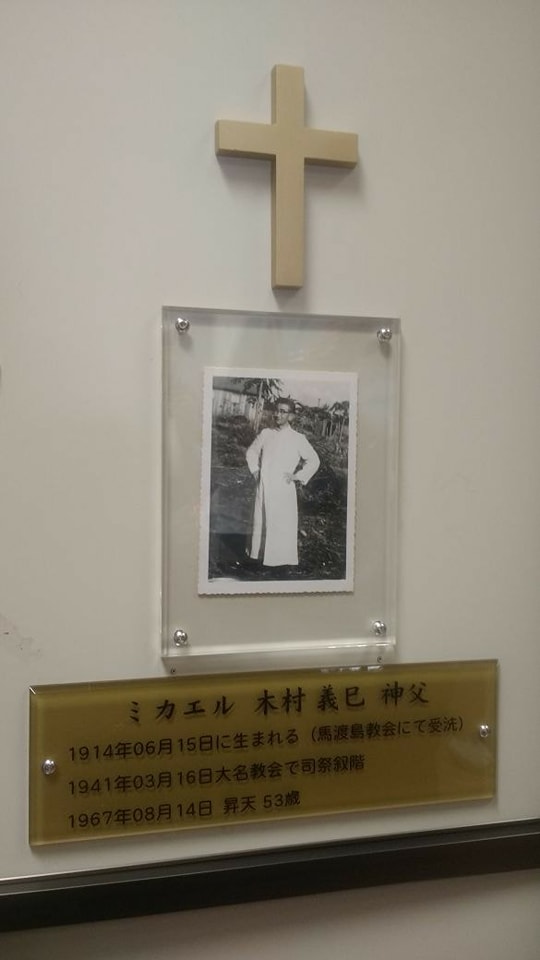 ミカエル 木村 義巳 神父
1914年06月15日に生まれる（馬渡島教会にて受洗）
1941年03月16日大名教会で司祭叙階
1967年08月14日 昇天 53歳